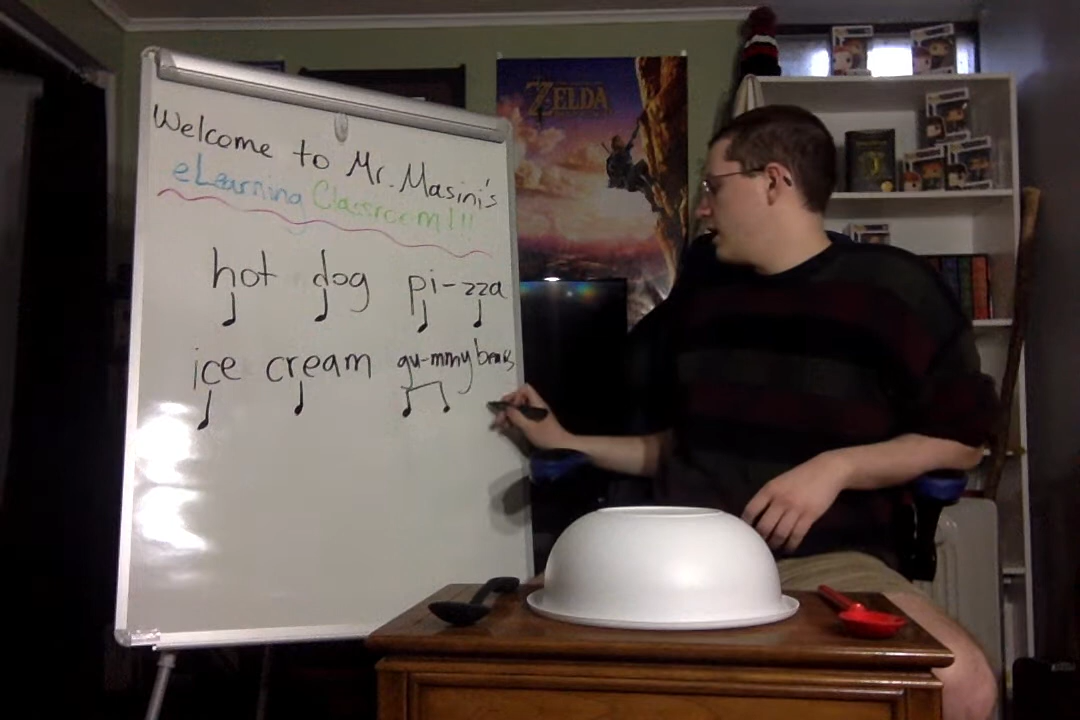 Welcome to Mr. Masini's
eLearning Classroom!!!
hot dog pi-zza
ice cream gu-mmy bears
ZELDA